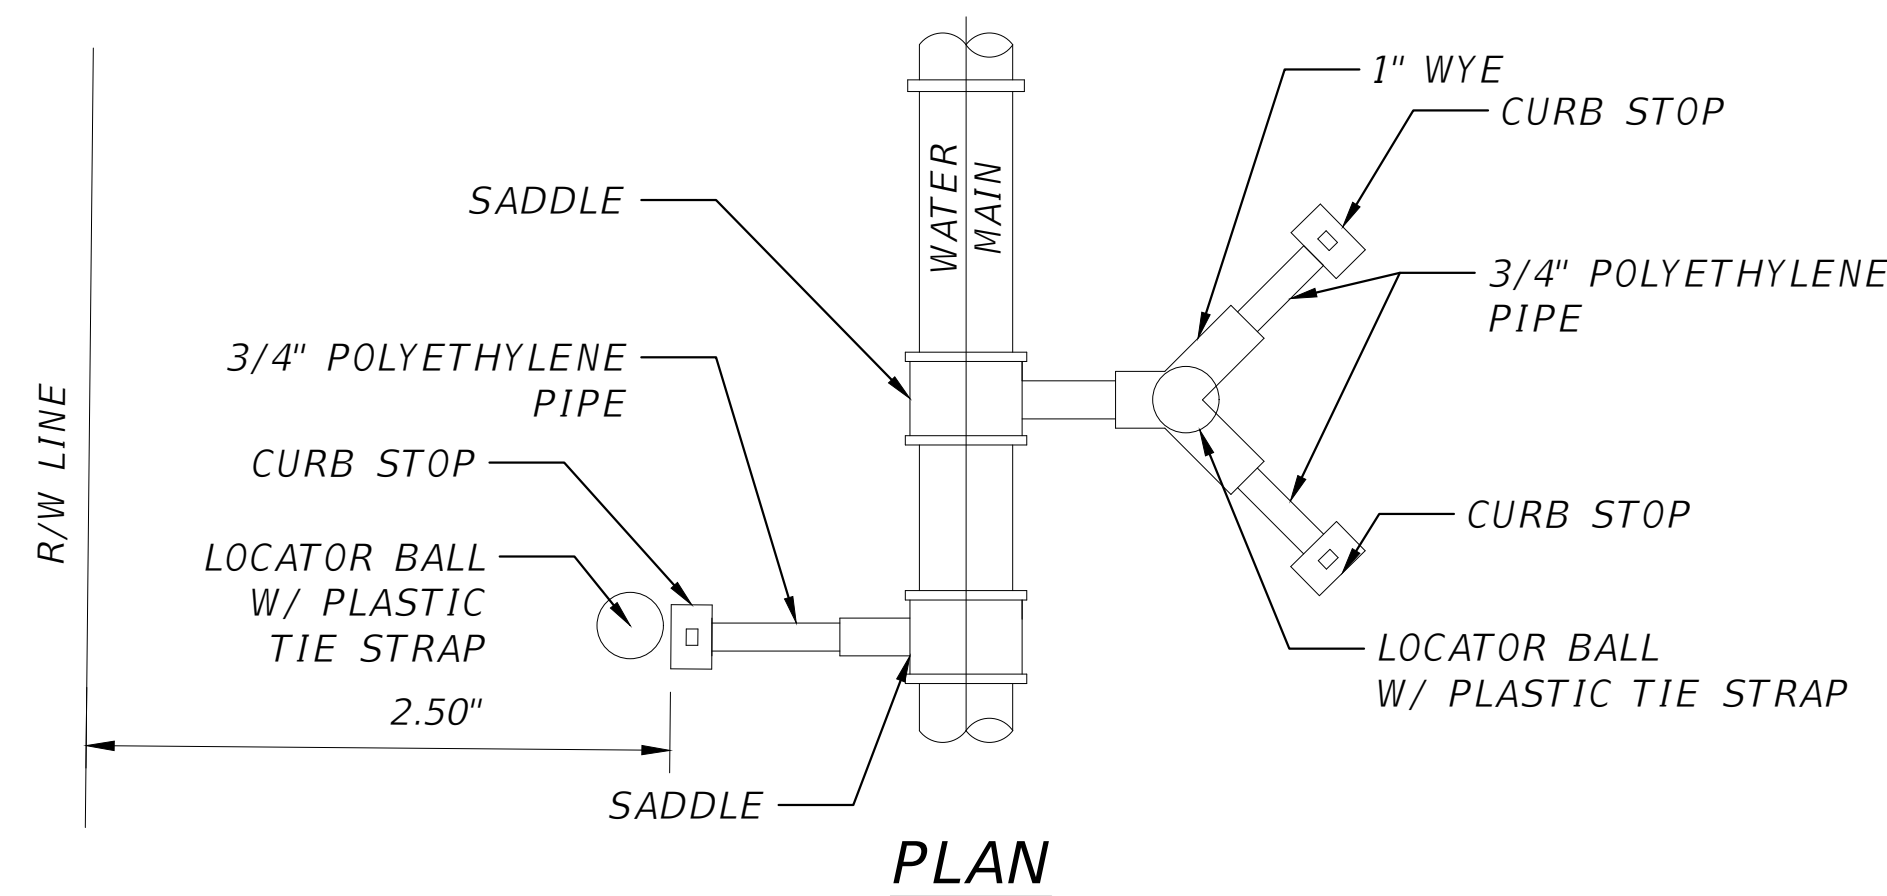 1" WYE
CURB STOP
WATER
MAIN
SADDLE
3/4" POLYETHYLENE
PIPE
3/4" POLYETHYLENE
PIPE
R/W LINE
CURB STOP
CURB STOP
LOCATOR BALL
W/ PLASTIC
TIE STRAP
LOCATOR BALL
W/ PLASTIC TIE STRAP
2.50"
SADDLE
PLAN